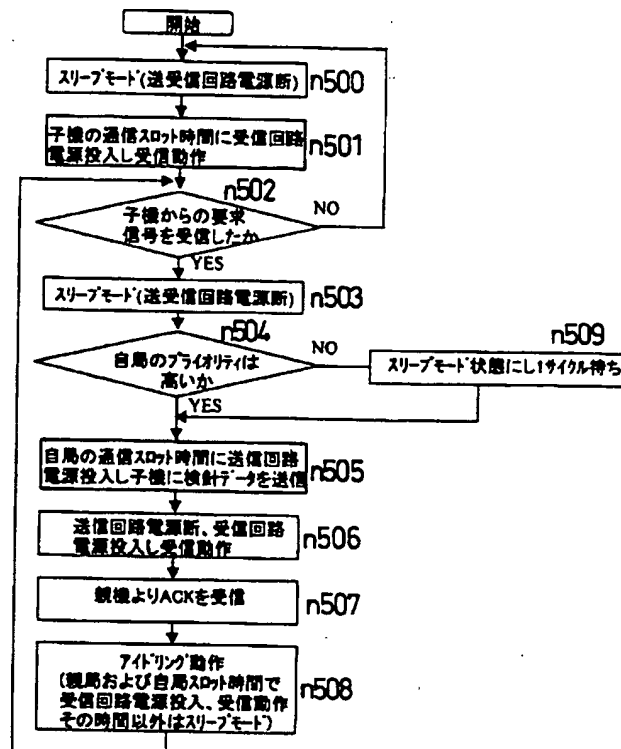 開始
スリープモード(送受信回路電源断)
n500
子機の通信スロット時間に受信回路
電源投入し受信動作
n501
n502
子機からの要求
信号を受信したか
NO
YES
スリープモード(送受信回路電源断)
n503
n504
自局のプライオリティは
高いか
NO
YES
n509
スリープモード状態にし1サイクル待ち
自局の通信スロット時間に送信回路
電源投入し子機に検針データを送信
n505
送信回路電源断、受信回路
電源投入し受信動作
n506
親機よりACKを受信
n507
アイドリング動作
(親局および自局スロット時間で
受信回路電源投入、受信動作
その時間以外はスリープモード)
n508